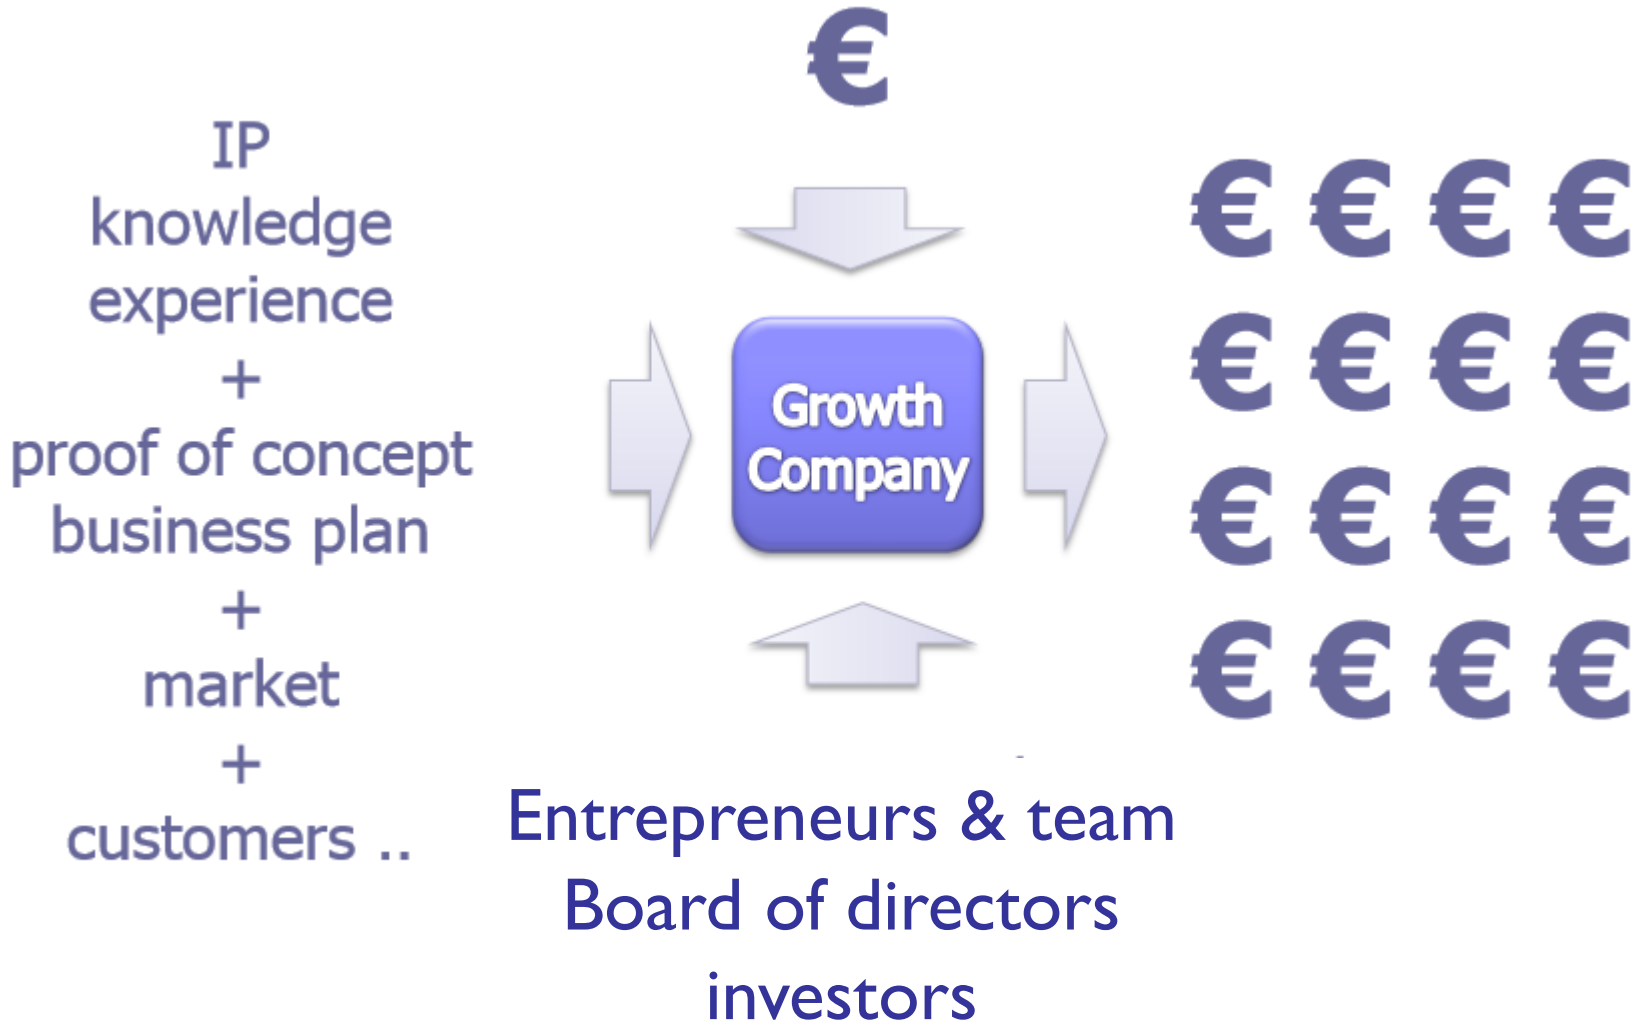 €
IP
knowledge
experience
+
proof of concept
business plan
+
market
+
customers ..
Growth
Company
€ € € €
€ € € €
€ € € €
€ € € €
Entrepreneurs & team
Board of directors
investors